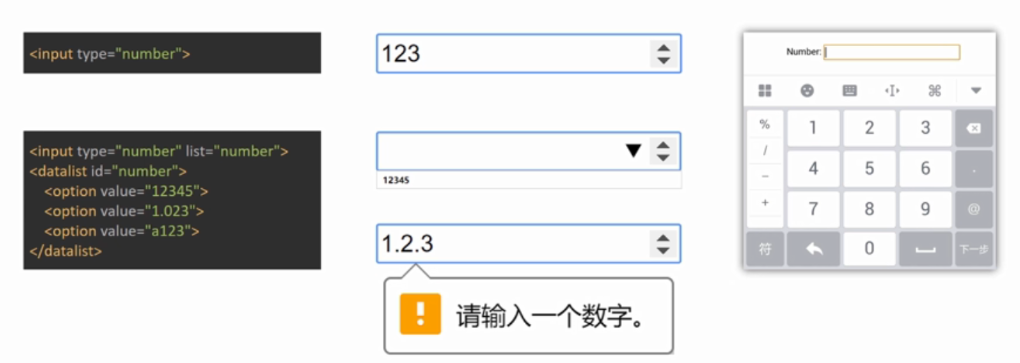 <input type="number">
123
Number:
<input type="number" list="number">
<datalist id="number">
<option value="12345">
<option value="1.023">
<option value="a123">
</datalist>
12345
1.2.3
请输入一个数字。
% 1 2 3
/ 4 5 6 .
-
+ 7 8 9 @
符 0 下一步